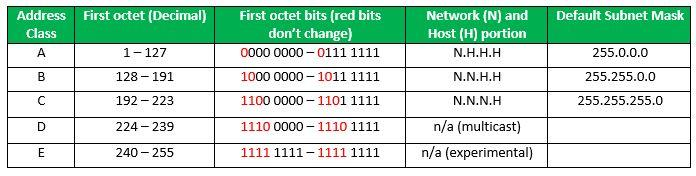 Address Class First octet (Decimal) First octet bits (red bits don't change) Network (N) and Host (H) portion Default Subnet Mask
A 1 – 127 0000 0000 – 0111 1111 N.H.H.H 255.0.0.0
B 128 – 191 1000 0000 – 1011 1111 N.N.H.H 255.255.0.0
C 192 – 223 1100 0000 – 1101 1111 N.N.N.H 255.255.255.0
D 224 – 239 1110 0000 – 1110 1111 n/a (multicast)
E 240 – 255 1111 1111 – 1111 1111 n/a (experimental)